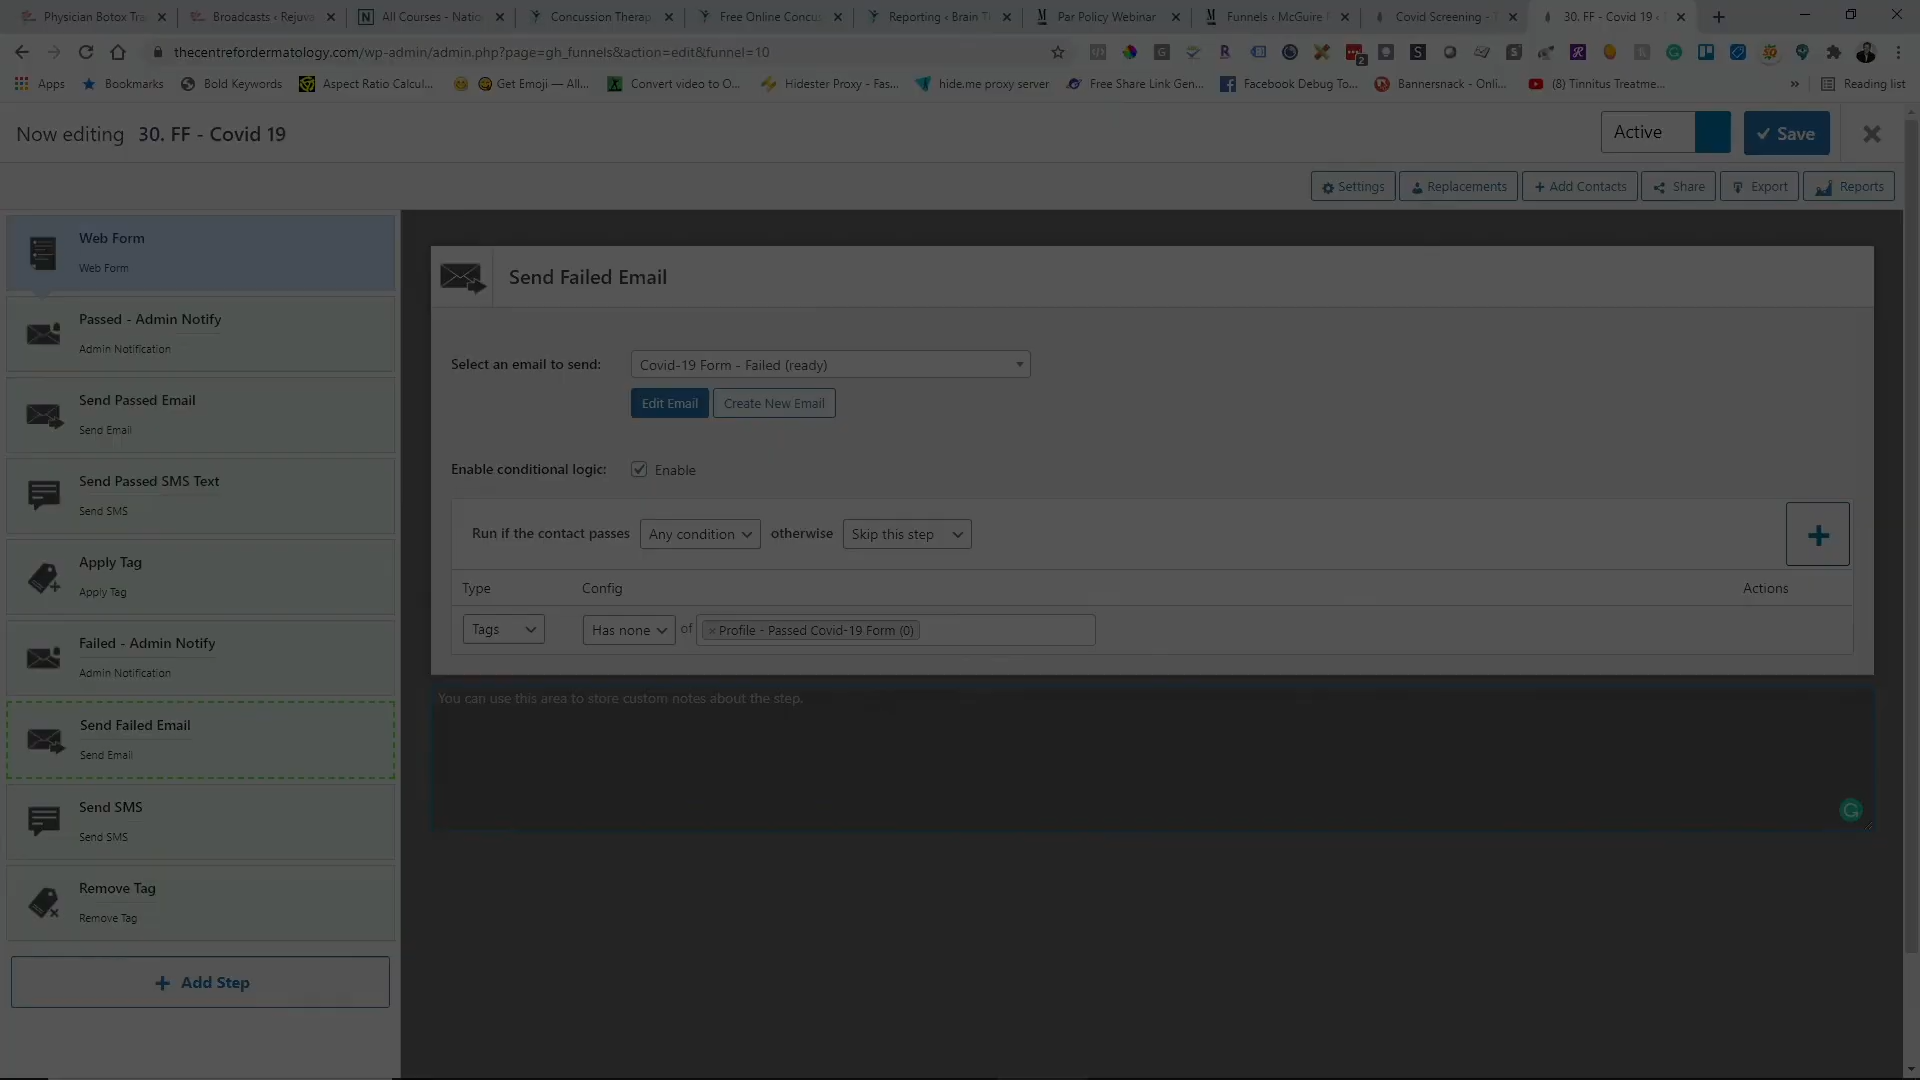 Physician Botox Tra
Broadcasts ‹ Rejuv
All Courses - Natio
Concussion Therap
Free Online Concu
Reporting ‹ Brain T
Par Policy Webinar
Funnels ‹ McGuire F
Covid Screening -
30. FF - Covid 19 ‹
thecentrefordermatology.com/wp-admin/admin.php?page=gh_funnels&action=edit&funnel=10
Apps
Bookmarks
Bold Keywords
Aspect Ratio Calcul...
Get Emoji — All...
Convert video to O...
Hidester Proxy - Fas...
hide.me proxy server
Free Share Link Gen...
Facebook Debug To...
Bannersnack - Onli...
(8) Tinnitus Treatme...
»
Reading list
Now editing 30. FF - Covid 19
Active
Save
Settings
Replacements
Add Contacts
Share
Export
Reports
Web Form
Web Form
Passed - Admin Notify
Admin Notification
Send Passed Email
Send Email
Send Passed SMS Text
Send SMS
Apply Tag
Apply Tag
Failed - Admin Notify
Admin Notification
Send Failed Email
Send Email
Send SMS
Send SMS
Remove Tag
Remove Tag
+ Add Step
Send Failed Email
Select an email to send: Covid-19 Form - Failed (ready)
Edit Email
Create New Email
Enable conditional logic: Enable
Run if the contact passes Any condition otherwise Skip this step
+
Type Config Actions
Tags Has none of × Profile - Passed Covid-19 Form (0)
You can use this area to store custom notes about the step.